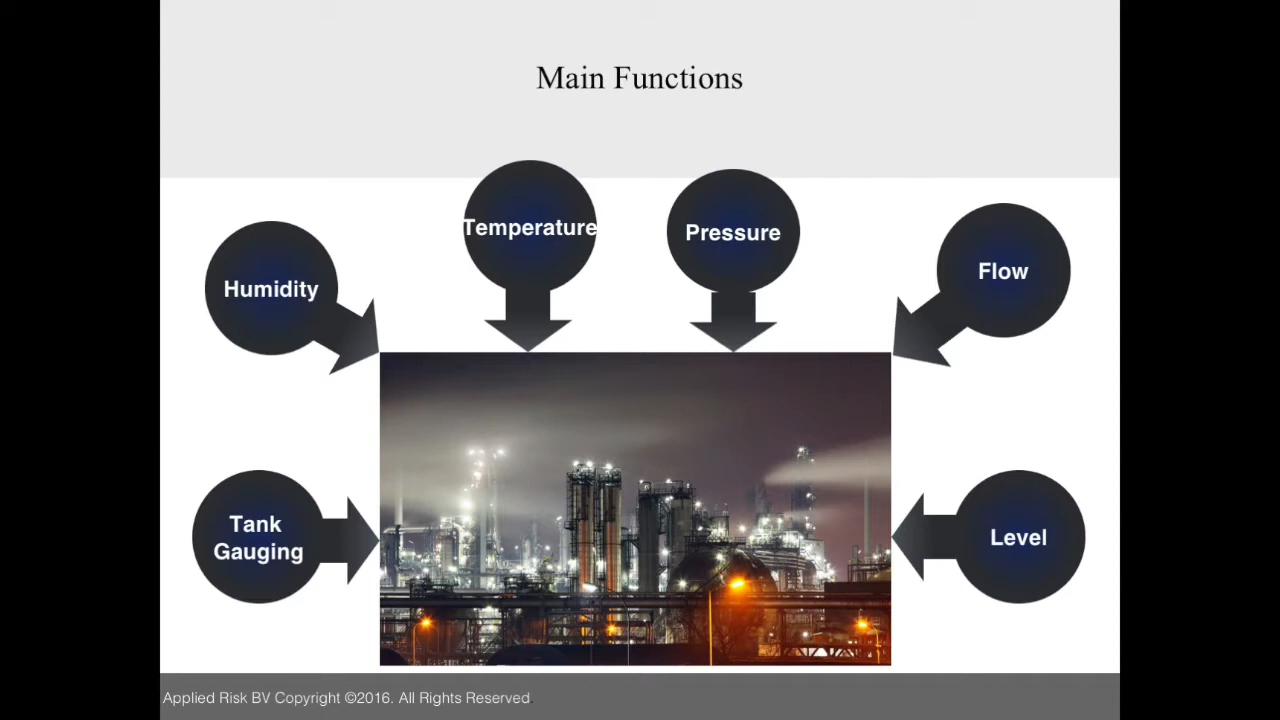 Main Functions
Temperature
Pressure
Flow
Humidity
Tank
Gauging
Level
Applied Risk BV Copyright ©2016. All Rights Reserved.